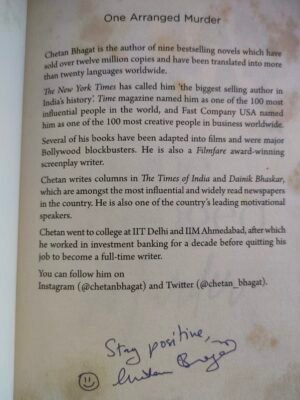 One Arranged Murder
Chetan Bhagat is the author of nine bestselling novels which have
sold over twelve million copies and have been translated into more
than twenty languages worldwide.
The New York Times has called him 'the biggest selling author in
India's history'. Time magazine named him as one of the 100 most
influential people in the world, and Fast Company USA named
him as one of the 100 most creative people in business worldwide.
Several of his books have been adapted into films and were major
Bollywood blockbusters. He is also a Filmfare award-winning
screenplay writer.
Chetan writes columns in The Times of India and Dainik Bhaskar,
which are amongst the most influential and widely read newspapers
in the country. He is also one of the country's leading motivational
speakers.
Chetan went to college at IIT Delhi and IIM Ahmedabad, after which
he worked in investment banking for a decade before quitting his
job to become a full-time writer.
You can follow him on
Instagram (@chetanbhagat) and Twitter (@chetan_bhagat).
Stay positive,
Chetan Bhagat